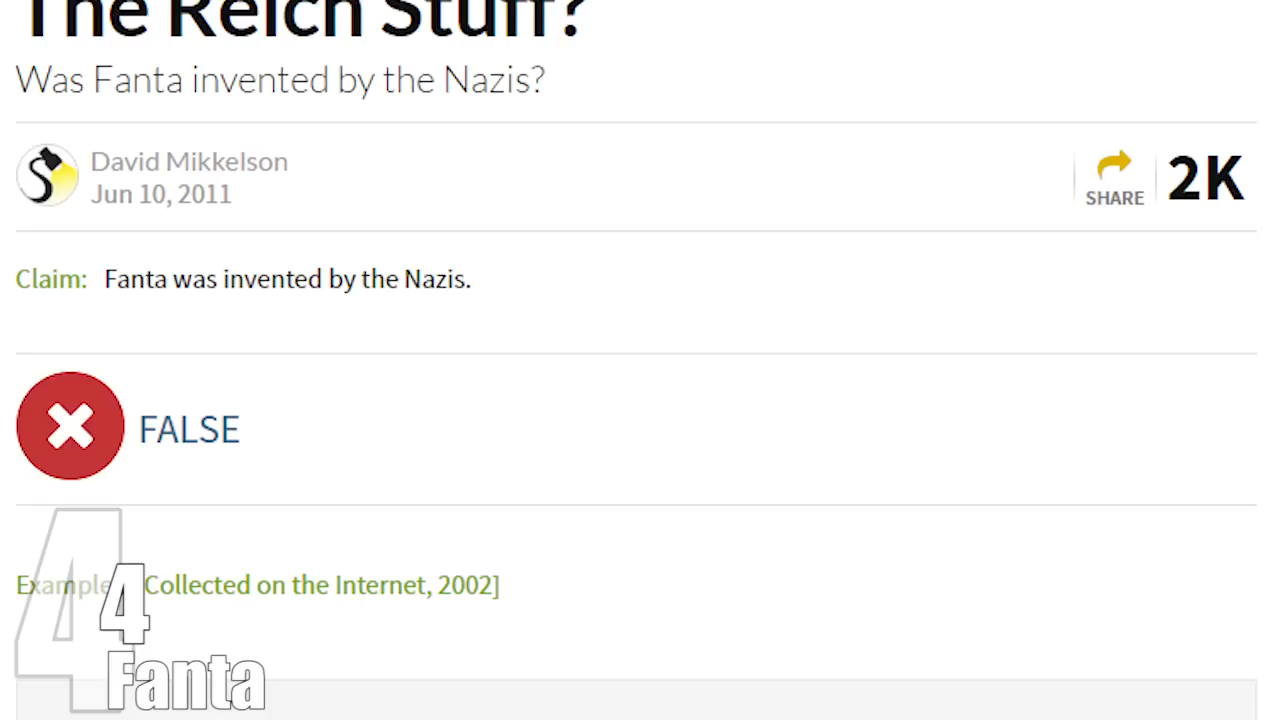 The Reich Stuff?
Was Fanta invented by the Nazis?
David Mikkelson
Jun 10, 2011
SHARE
2K
Claim: Fanta was invented by the Nazis.
FALSE
Example Collected on the Internet, 2002]
4
4
Fanta